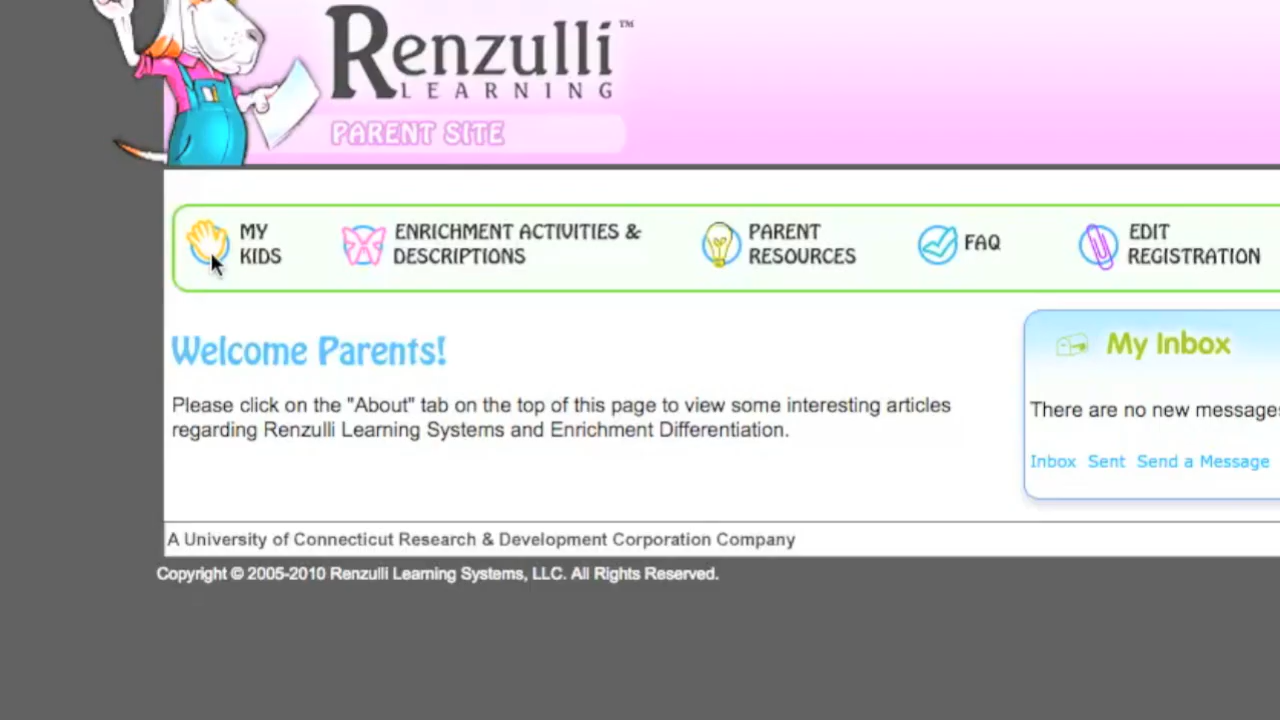 Renzulli™
LEARNING
PARENT SITE
MY KIDS
ENRICHMENT ACTIVITIES &
DESCRIPTIONS
PARENT
RESOURCES
FAQ
EDIT
REGISTRATION
Welcome Parents!
Please click on the "About" tab on the top of this page to view some interesting articles
regarding Renzulli Learning Systems and Enrichment Differentiation.
My Inbox
There are no new messages
Inbox Sent Send a Message
A University of Connecticut Research & Development Corporation Company
Copyright © 2005-2010 Renzulli Learning Systems, LLC. All Rights Reserved.